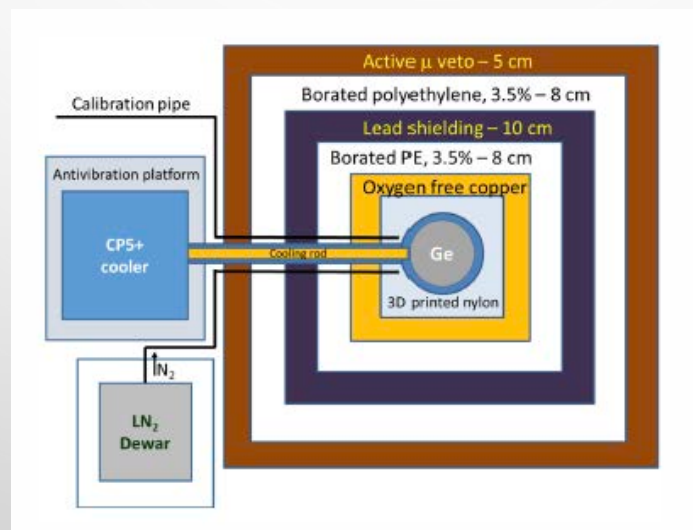 Active μ veto – 5 cm
Borated polyethylene, 3.5% – 8 cm
Calibration pipe
Lead shielding – 10 cm
Borated PE, 3.5% – 8 cm
Antivibration platform
Oxygen free copper
CP5+
cooler
Cooling rod
Ge
3D printed nylon
N₂
LN₂
Dewar